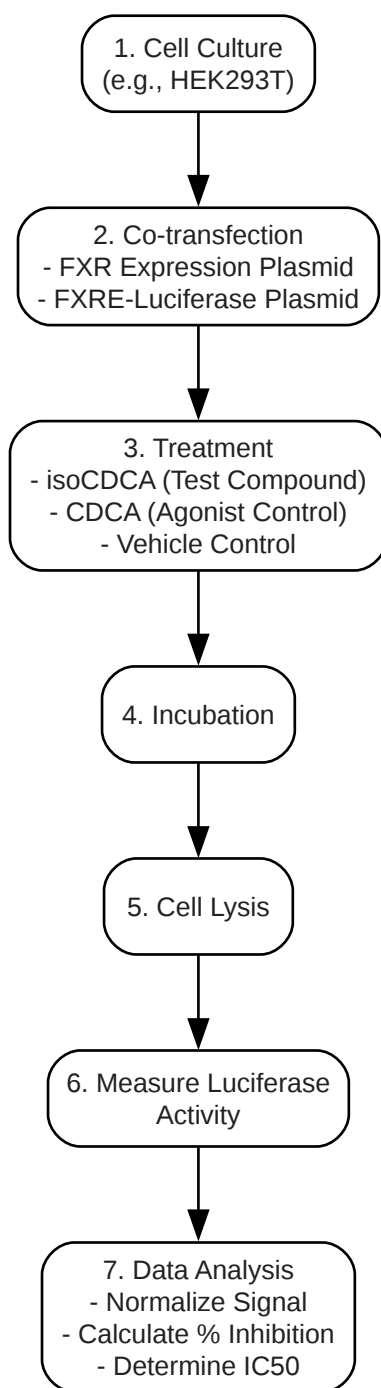 1. Cell Culture
(e.g., HEK293T)
2. Co-transfection
- FXR Expression Plasmid
- FXRE-Luciferase Plasmid
3. Treatment
- isoCDCA (Test Compound)
- CDCA (Agonist Control)
- Vehicle Control
4. Incubation
5. Cell Lysis
6. Measure Luciferase
Activity
7. Data Analysis
- Normalize Signal
- Calculate % Inhibition
- Determine IC50